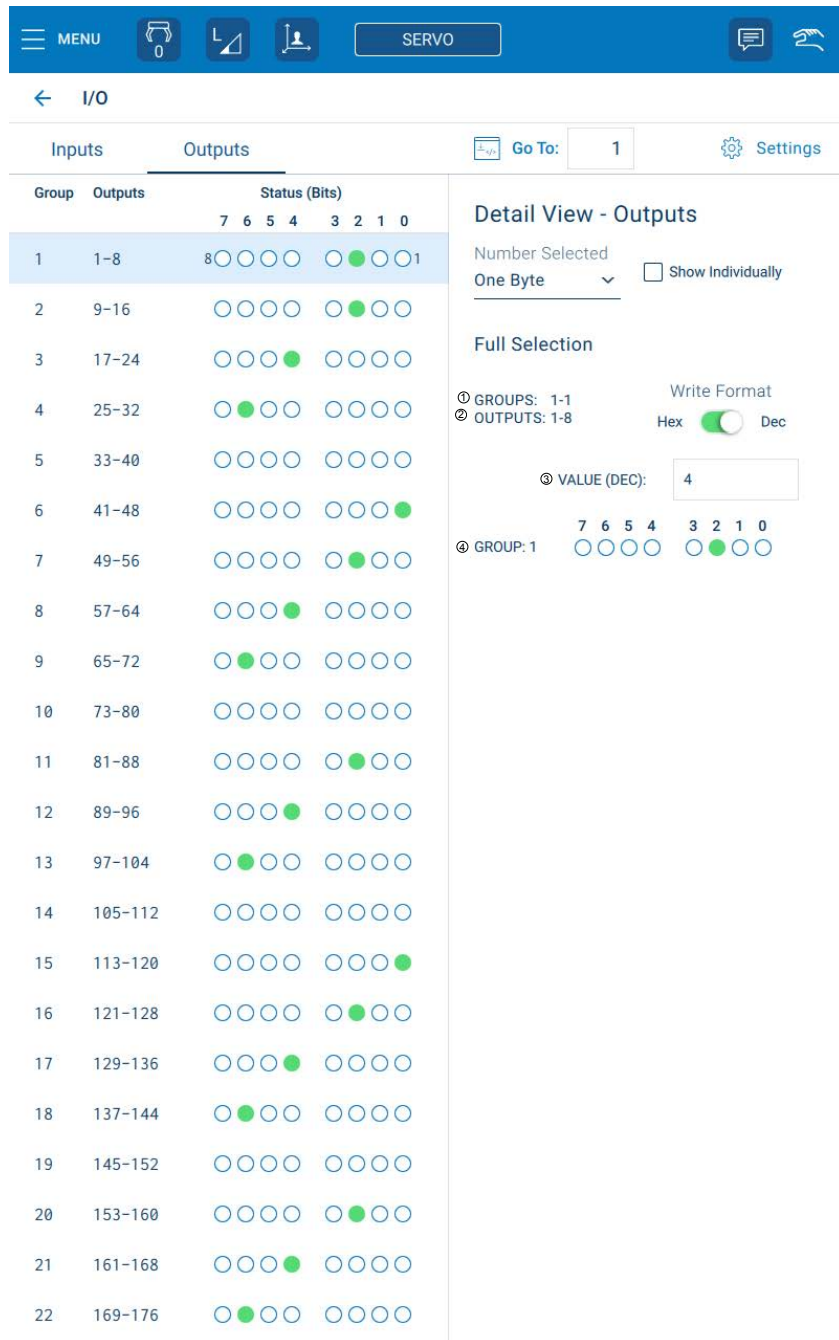 MENU 0 L SERVO
I/O
Inputs Outputs Go To: 1 Settings
Group Outputs Status (Bits)
7 6 5 4 3 2 1 0
Detail View - Outputs
Number Selected
One Byte Show Individually
Full Selection
① GROUPS: 1-1 Write Format
② OUTPUTS: 1-8 Hex Dec
③ VALUE (DEC): 4
7 6 5 4 3 2 1 0
④ GROUP: 1
1 1-8 8 1
2 9-16
3 17-24
4 25-32
5 33-40
6 41-48
7 49-56
8 57-64
9 65-72
10 73-80
11 81-88
12 89-96
13 97-104
14 105-112
15 113-120
16 121-128
17 129-136
18 137-144
19 145-152
20 153-160
21 161-168
22 169-176